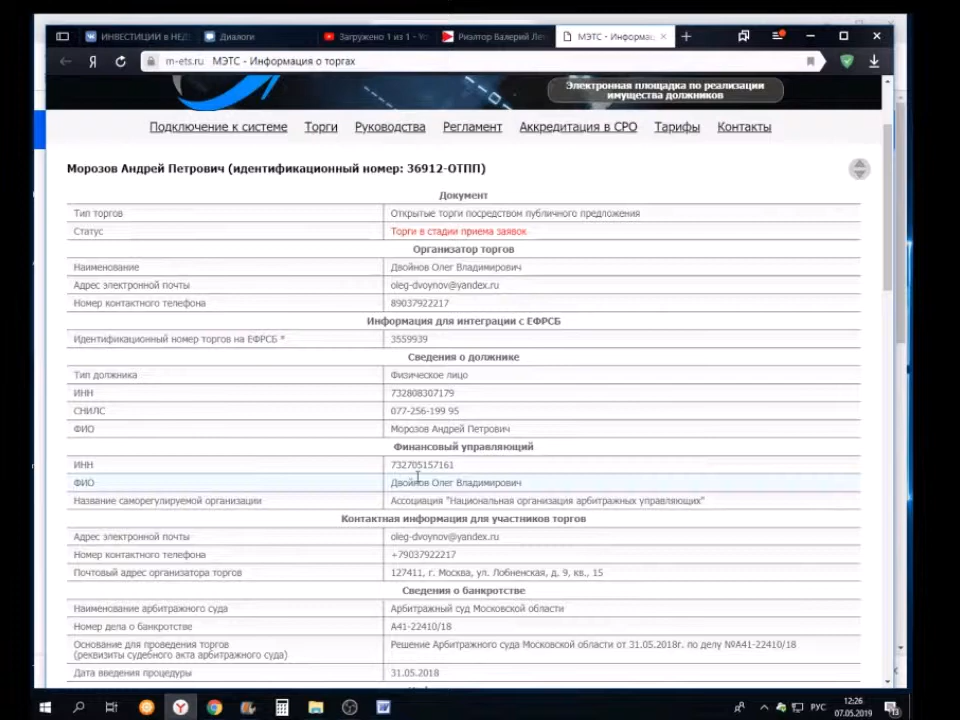 ИНВЕСТИЦИИ в НЕД
Диалоги
Загружено 1 из 1 - Yo
Риэлтор Валерий Ле
МЭТС - Информац
m-ets.ru МЭТС - Информация о торгах
Электронная площадка по реализации
имущества должников
Подключение к системе Торги Руководства Регламент Аккредитация в СРО Тарифы Контакты
Морозов Андрей Петрович (идентификационный номер: 36912-ОТПП)
Документ
Тип торгов Открытые торги посредством публичного предложения
Статус Торги в стадии приема заявок
Организатор торгов
Наименование Двойнов Олег Владимирович
Адрес электронной почты oleg-dvoynov@yandex.ru
Номер контактного телефона 89037922217
Информация для интеграции с ЕФРСБ
Идентификационный номер торгов на ЕФРСБ * 3559939
Сведения о должнике
Тип должника Физическое лицо
ИНН 732808307179
СНИЛС 077-256-199 95
ФИО Морозов Андрей Петрович
Финансовый управляющий
ИНН 732705157161
ФИО Двойнов Олег Владимирович
Название саморегулируемой организации Ассоциация "Национальная организация арбитражных управляющих"
Контактная информация для участников торгов
Адрес электронной почты oleg-dvoynov@yandex.ru
Номер контактного телефона +79037922217
Почтовый адрес организатора торгов 127411, г. Москва, ул. Лобненская, д. 9, кв., 15
Сведения о банкротстве
Наименование арбитражного суда Арбитражный суд Московской области
Номер дела о банкротстве А41-22410/18
Основание для проведения торгов Решение Арбитражного суда Московской области от 31.05.2018г. по делу №А41-22410/18
(реквизиты судебного акта арбитражного суда)
Дата введения процедуры 31.05.2018
РУС
12:26
07.05.2019